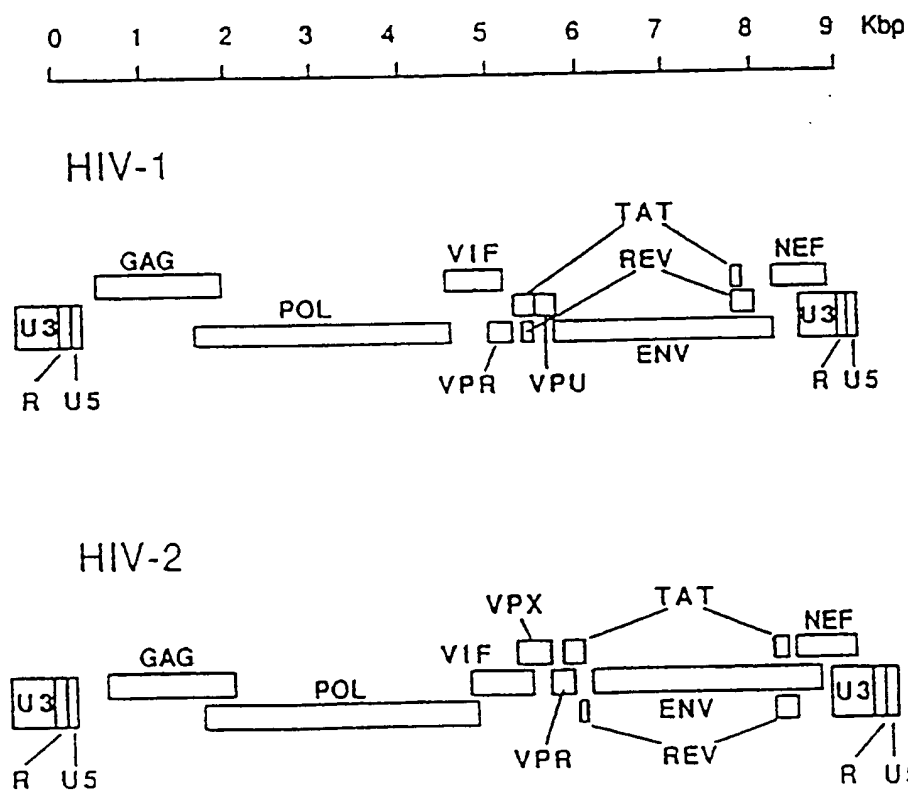 0 1 2 3 4 5 6 7 8 9 Kbp
HIV-1
TAT
GAG VIF REV NEF
POL
U3 U3
ENV
VPR VPU
R U5 R U5
HIV-2
VPX TAT
NEF
GAG VIF
POL
U3 ENV U3
VPR REV
R U5 R U5